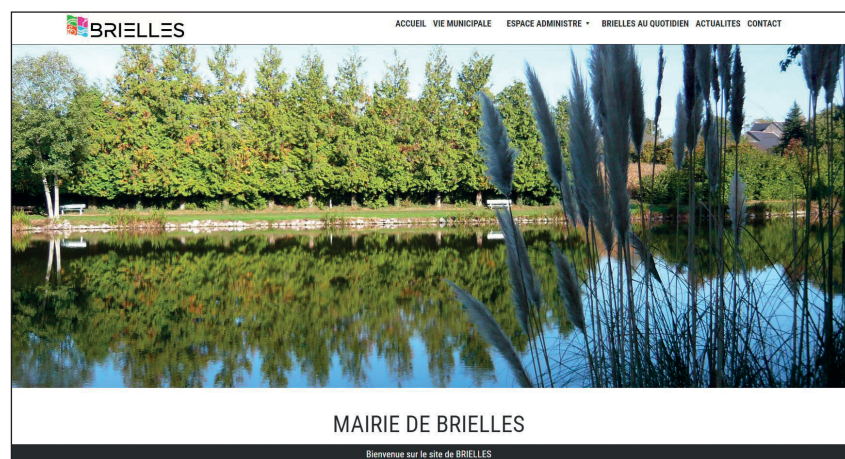 BRIELLES
ACCUEIL VIE MUNICIPALE ESPACE ADMINISTRE BRIELLES AU QUOTIDIEN ACTUALITES CONTACT
MAIRIE DE BRIELLES
Bienvenue sur le site de BRIELLES